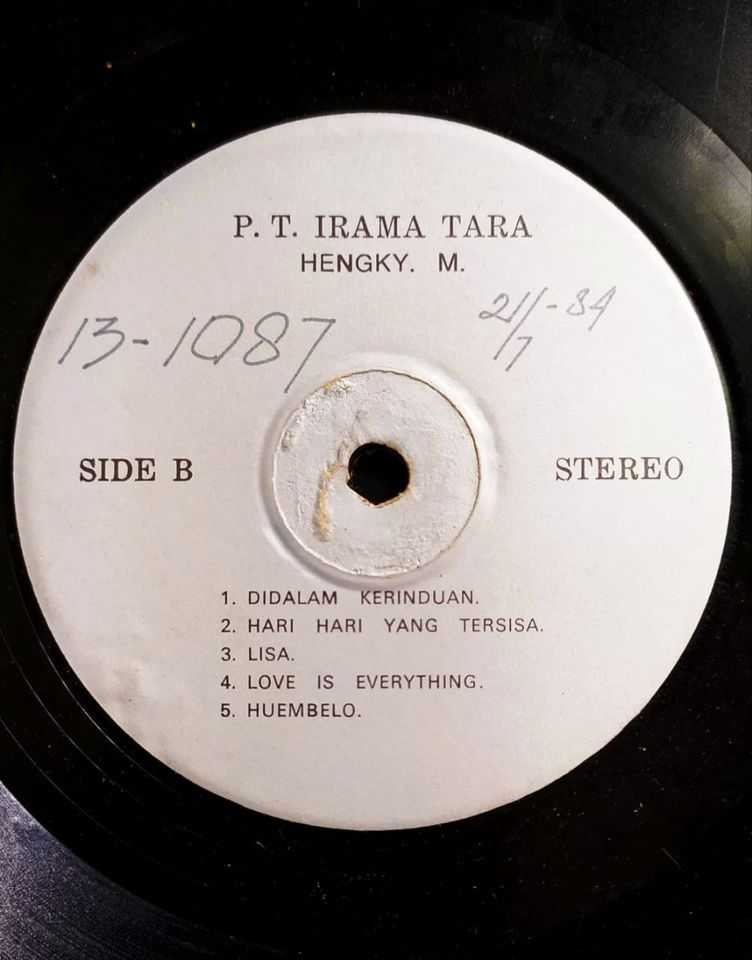 P. T. IRAMA TARA
HENGKY. M.
13-1087
21/7-84
SIDE B
STEREO
1. DIDALAM KERINDUAN.
2. HARI HARI YANG TERSISA.
3. LISA.
4. LOVE IS EVERYTHING.
5. HUEMBELO.